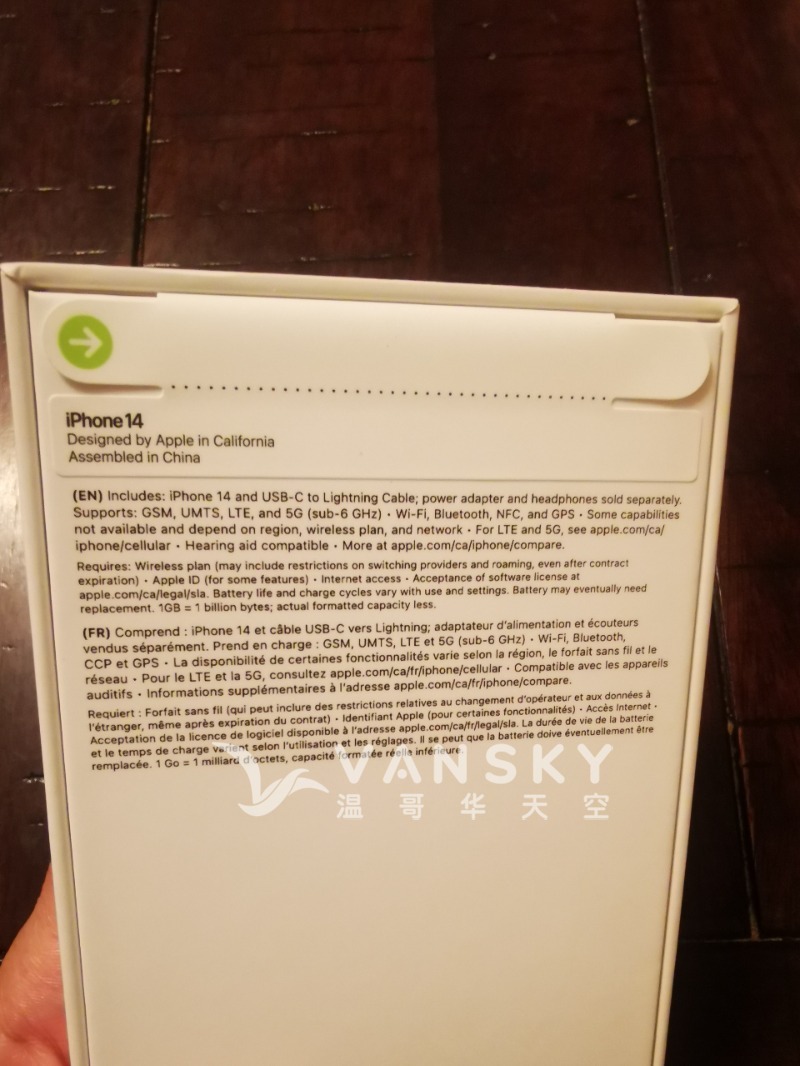 iPhone 14
Designed by Apple in California
Assembled in China
(EN) Includes: iPhone 14 and USB-C to Lightning Cable; power adapter and headphones sold separately.
Supports: GSM, UMTS, LTE, and 5G (sub-6 GHz) • Wi-Fi, Bluetooth, NFC, and GPS • Some capabilities
not available and depend on region, wireless plan, and network • For LTE and 5G, see apple.com/ca/
iphone/cellular • Hearing aid compatible • More at apple.com/ca/iphone/compare.
Requires: Wireless plan (may include restrictions on switching providers and roaming, even after contract
expiration) • Apple ID (for some features) • Internet access • Acceptance of software license at
apple.com/ca/legal/sla. Battery life and charge cycles vary with use and settings. Battery may eventually need
replacement. 1GB = 1 billion bytes; actual formatted capacity less.
(FR) Comprend : iPhone 14 et câble USB-C vers Lightning; adaptateur d'alimentation et écouteurs
vendus séparément. Prend en charge : GSM, UMTS, LTE et 5G (sub-6 GHz) • Wi-Fi, Bluetooth,
CCP et GPS • La disponibilité de certaines fonctionnalités varie selon la région, le forfait sans fil et le
réseau • Pour le LTE et la 5G, consultez apple.com/ca/fr/iphone/cellular • Compatible avec les appareils
auditifs • Informations supplémentaires à l'adresse apple.com/ca/fr/iphone/compare.
Requiert : Forfait sans fil (qui peut inclure des restrictions relatives au changement d'opérateur et aux données à
l'étranger, même après expiration du contrat) • Identifiant Apple (pour certaines fonctionnalités) • Accès Internet •
Acceptation de la licence de logiciel disponible à l'adresse apple.com/ca/fr/legal/sla. La durée de vie de la batterie
et le temps de charge varient selon l'utilisation et les réglages. Il se peut que la batterie doive éventuellement être
remplacée. 1 Go = 1 milliard d'octets, capacité formatée réelle inférieure.
VANSKY
温哥华天空